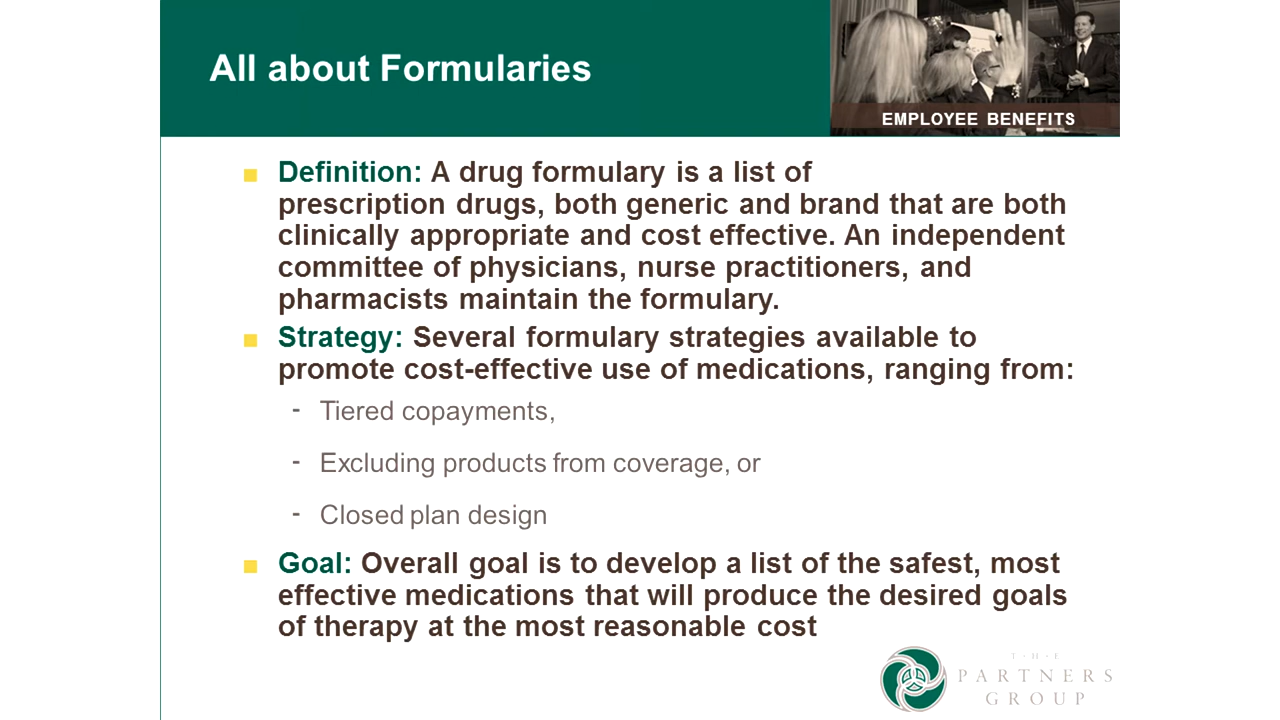 All about Formularies
EMPLOYEE BENEFITS
Definition: A drug formulary is a list of
prescription drugs, both generic and brand that are both
clinically appropriate and cost effective. An independent
committee of physicians, nurse practitioners, and
pharmacists maintain the formulary.
Strategy: Several formulary strategies available to
promote cost-effective use of medications, ranging from:
- Tiered copayments,
- Excluding products from coverage, or
- Closed plan design
Goal: Overall goal is to develop a list of the safest, most
effective medications that will produce the desired goals
of therapy at the most reasonable cost
THE
PARTNERS
GROUP